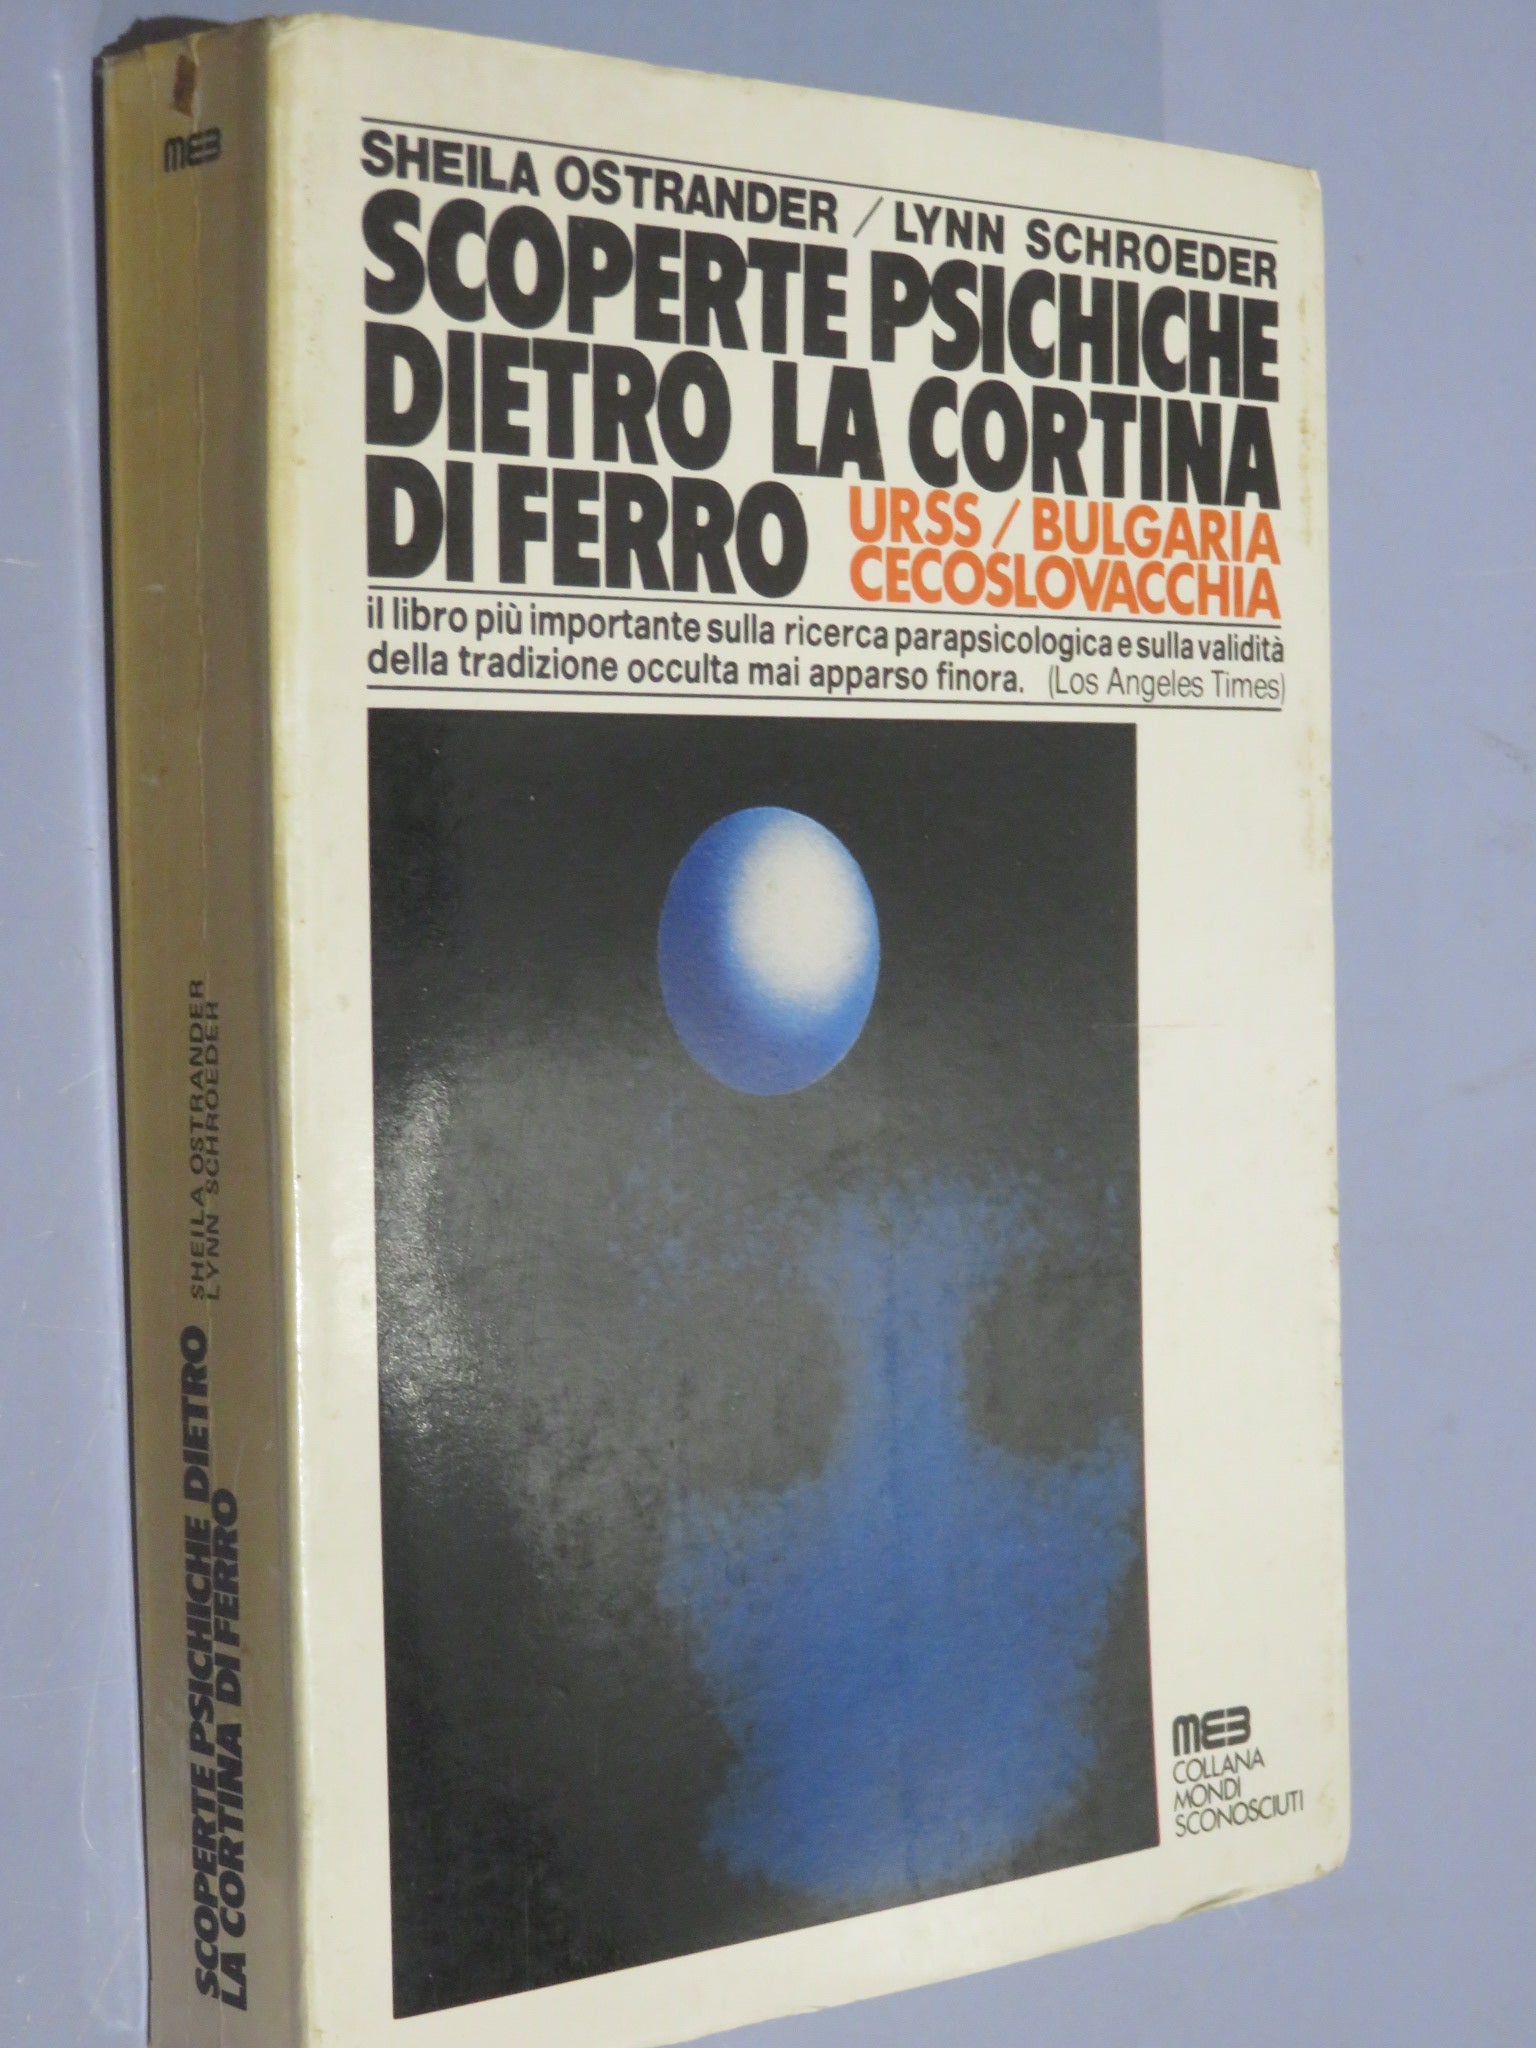 SHEILA OSTRANDER / LYNN SCHROEDER
SCOPERTE PSICHICHE
DIETRO LA CORTINA
DI FERRO
URSS / BULGARIA
CECOSLOVACCHIA
il libro più importante sulla ricerca parapsicologica e sulla validità
della tradizione occulta mai apparso finora. (Los Angeles Times)
MEB
COLLANA
MONDI
SCONOSCIUTI
MEB
SHEILA OSTRANDER
LYNN SCHROEDER
SCOPERTE PSICHICHE DIETRO
LA CORTINA DI FERRO